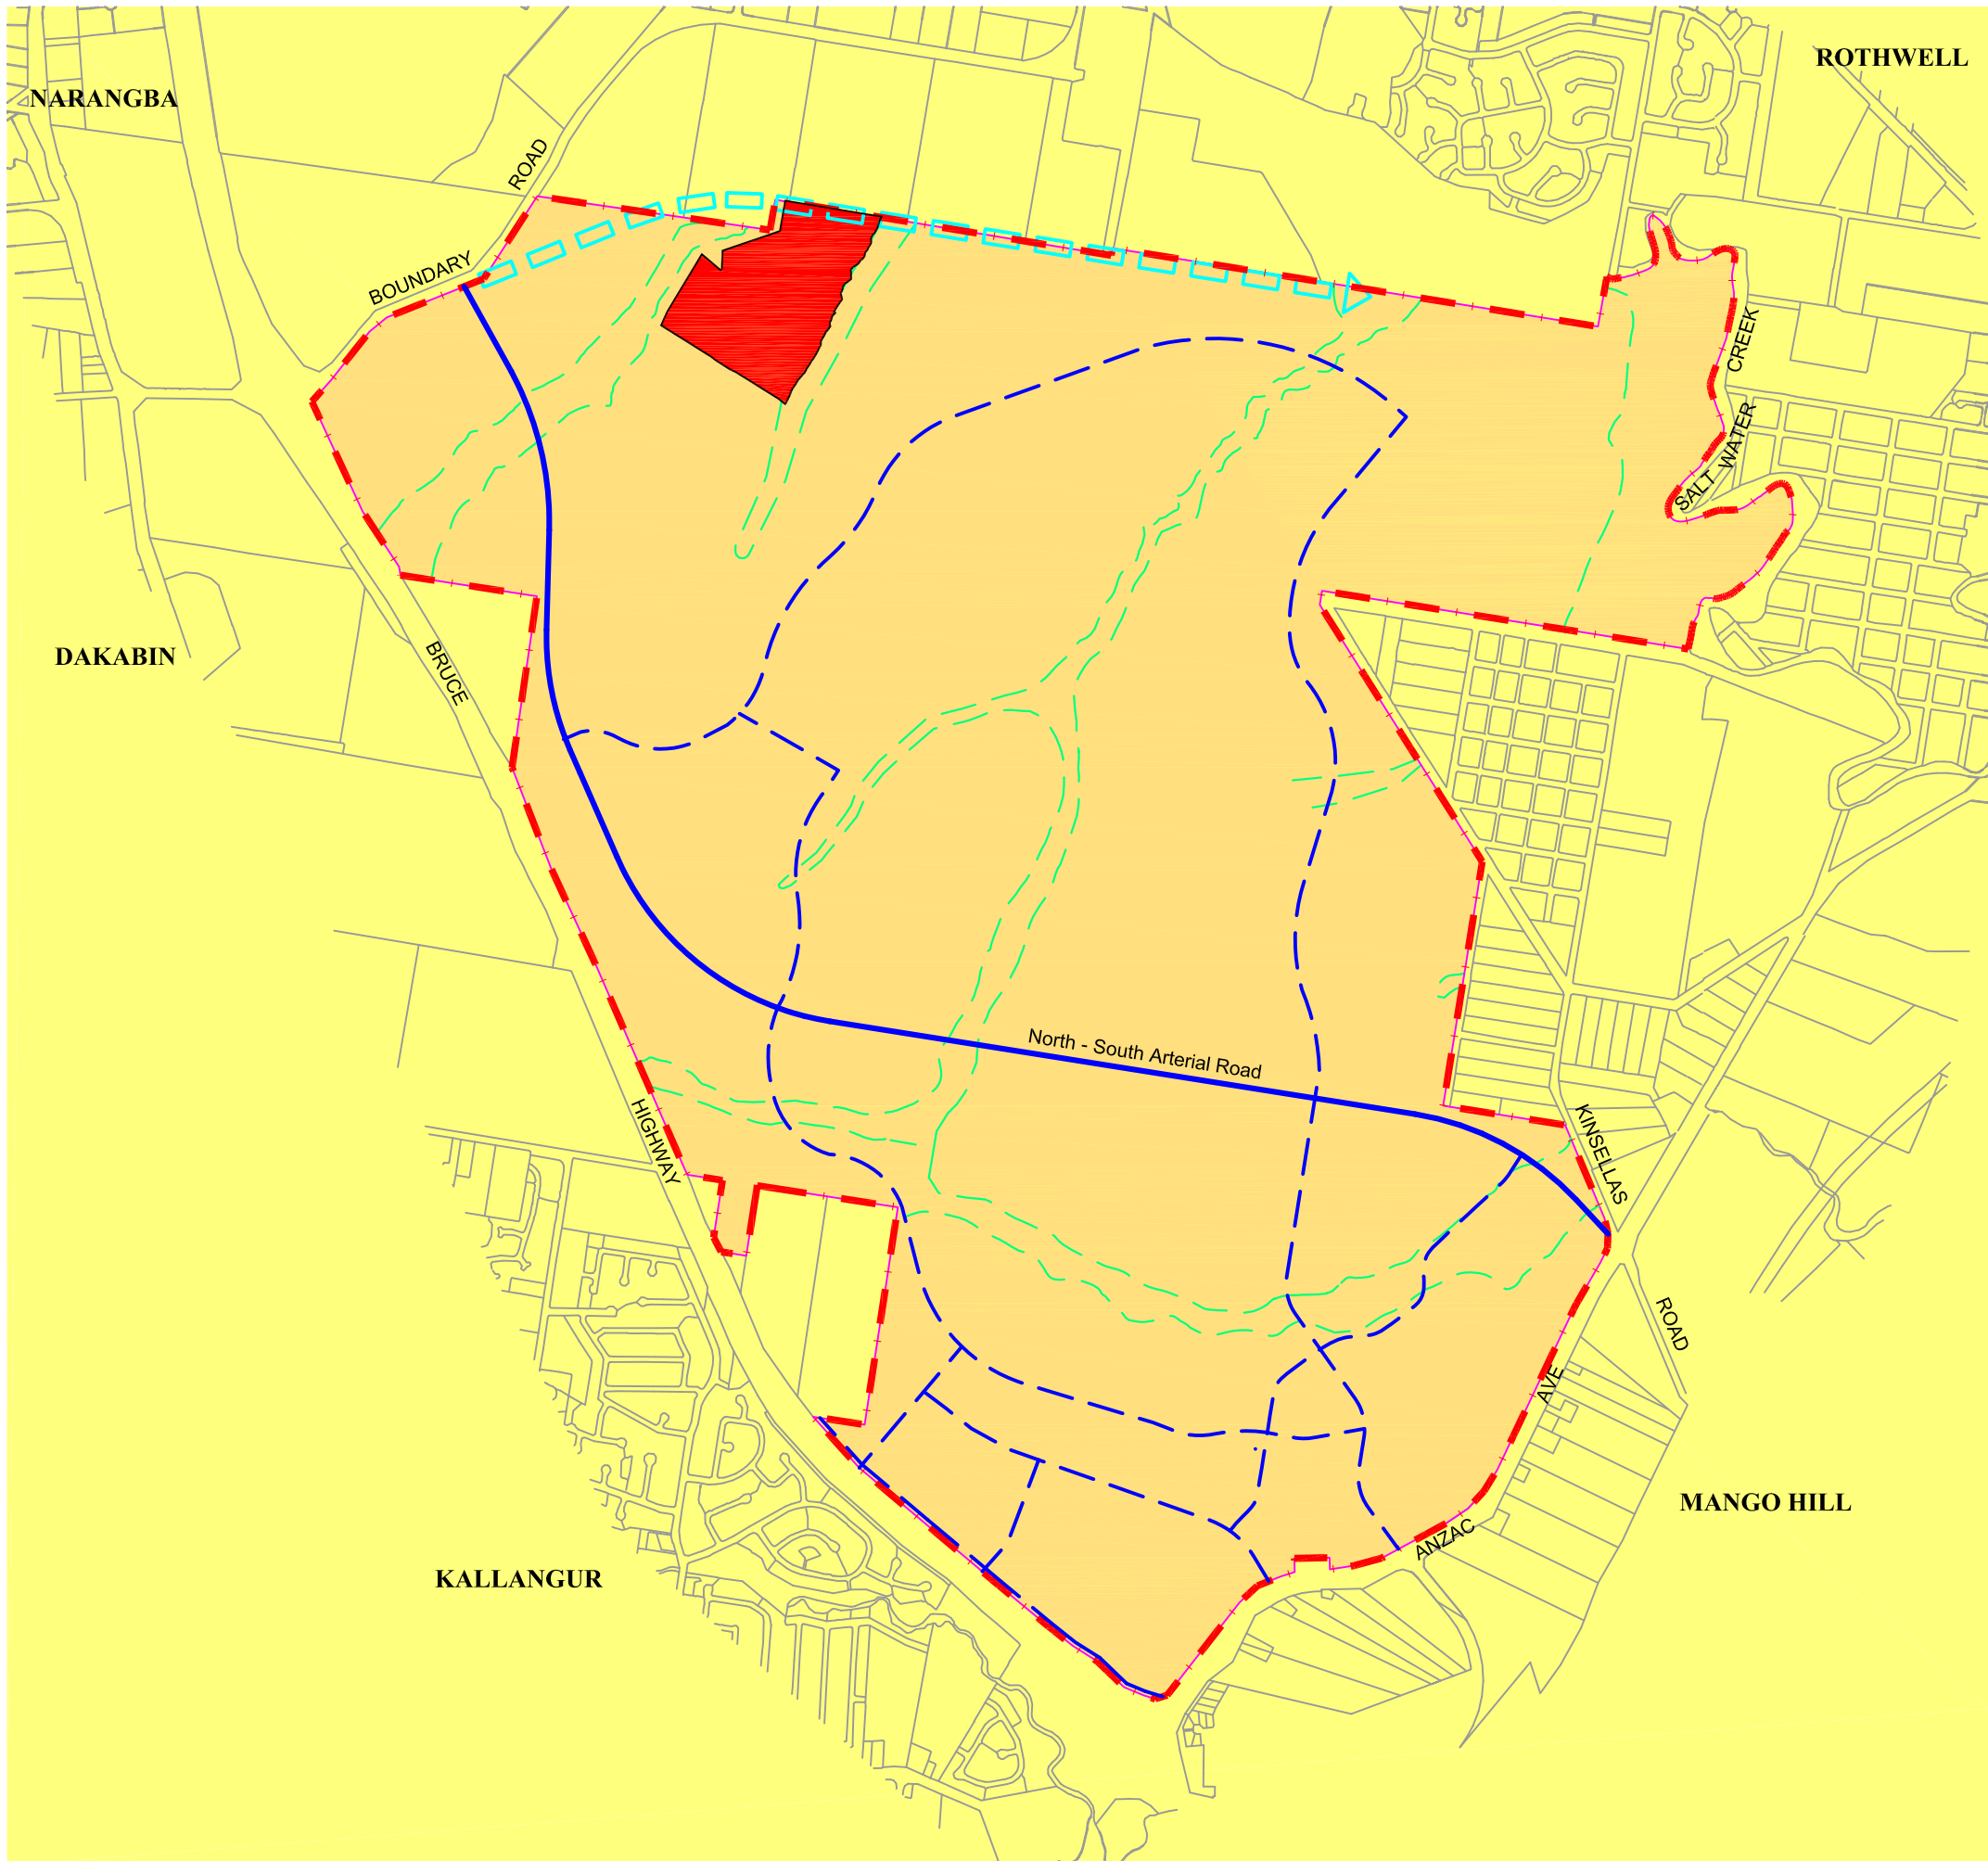 ROTHWELL
NARANGBA
ROAD
BOUNDARY
CREEK
SALT WATER
DAKABIN
BRUCE
North - South Arterial Road
HIGHWAY
KINSELLAS
ROAD
AVE
MANGO HILL
ANZAC
KALLANGUR